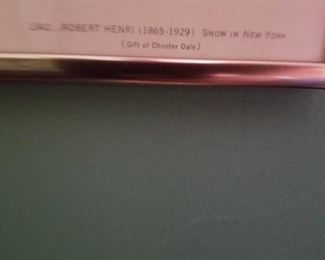 ROBERT HENRI (1865-1929) SNOW IN NEW YORK
(Gift of Chester Dale)